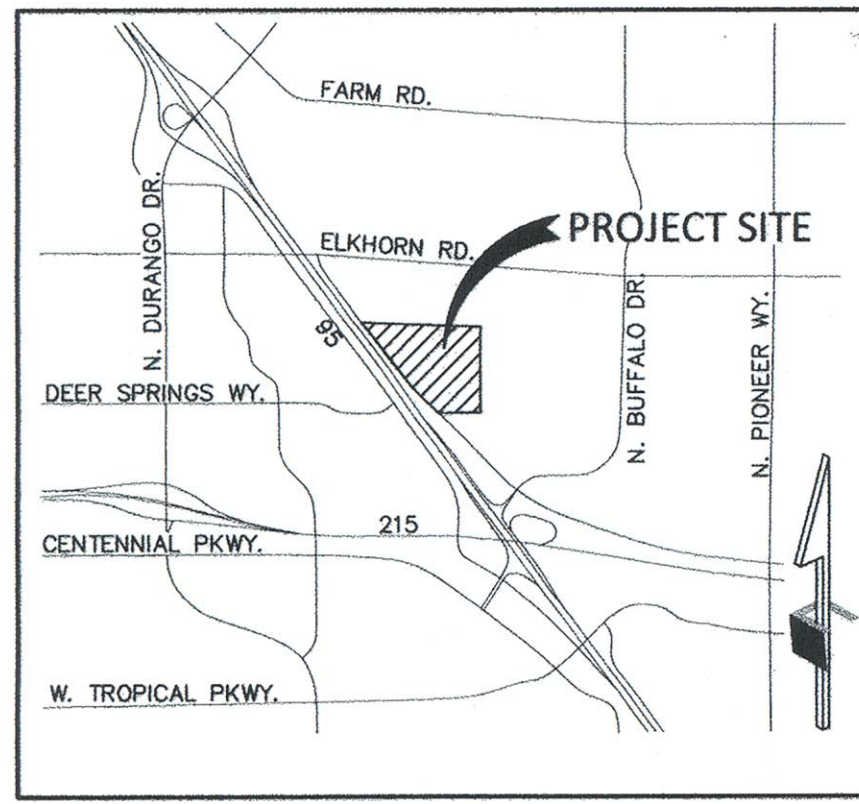 FARM RD.
N. DURANGO DR.
ELKHORN RD.
PROJECT SITE
95
N. BUFFALO DR.
N. PIONEER WY.
DEER SPRINGS WY.
215
CENTENNIAL PKWY.
W. TROPICAL PKWY.